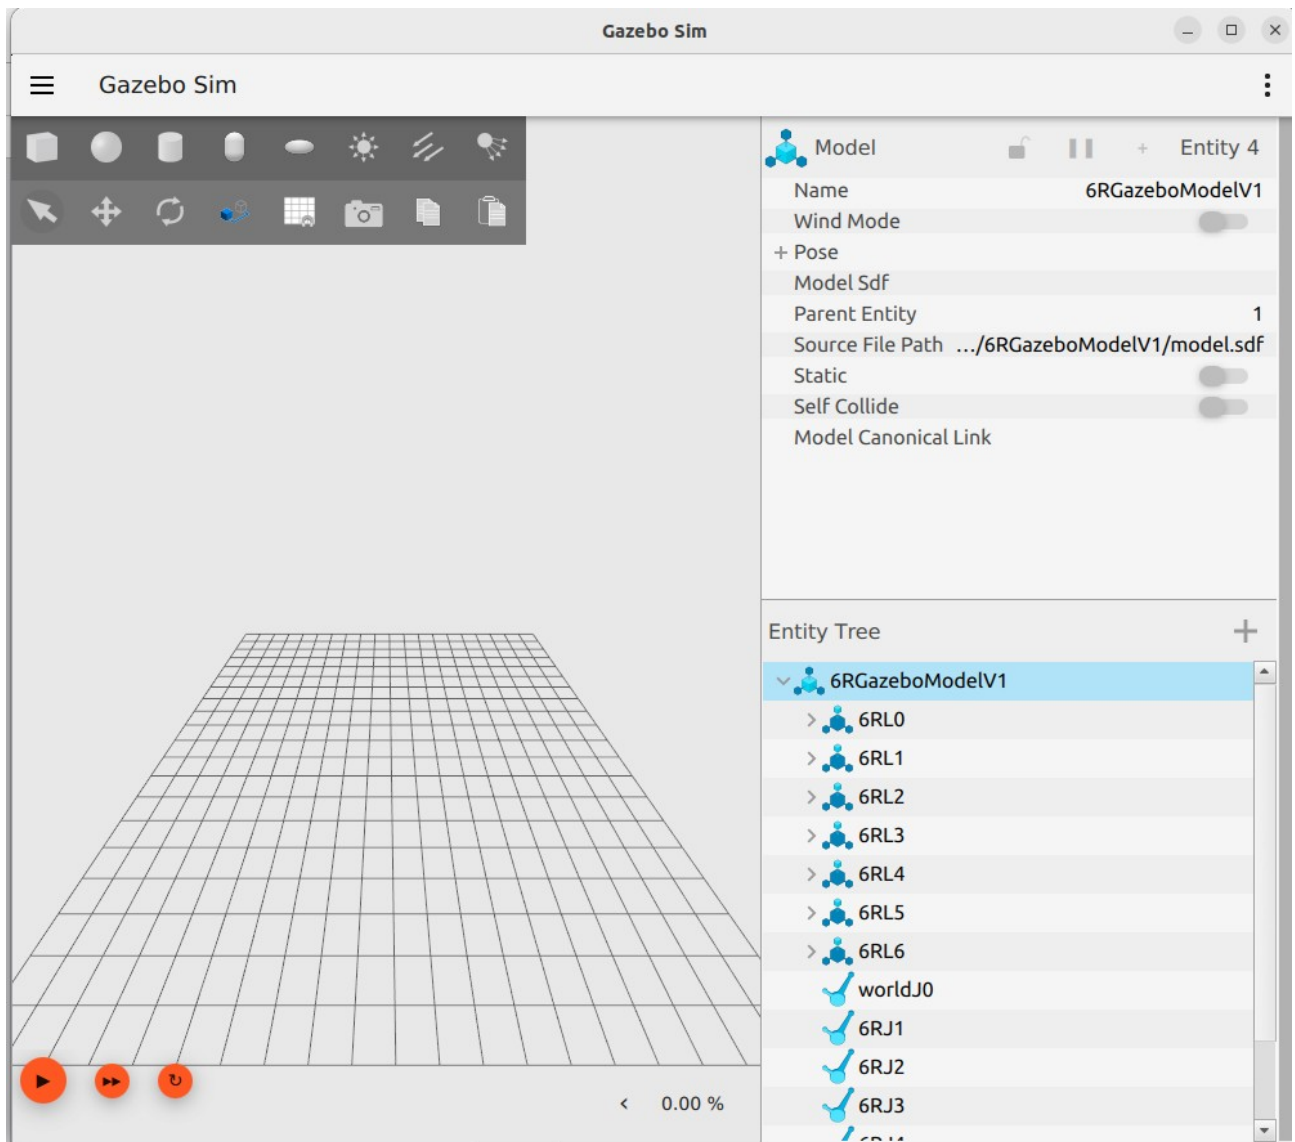 Gazebo Sim
Gazebo Sim
Model + Entity 4
Name 6RGazeboModelV1
Wind Mode
+ Pose
Model Sdf
Parent Entity 1
Source File Path .../6RGazeboModelV1/model.sdf
Static
Self Collide
Model Canonical Link
Entity Tree +
6RGazeboModelV1
6RL0
6RL1
6RL2
6RL3
6RL4
6RL5
6RL6
worldJ0
6RJ1
6RJ2
6RJ3
< 0.00 %